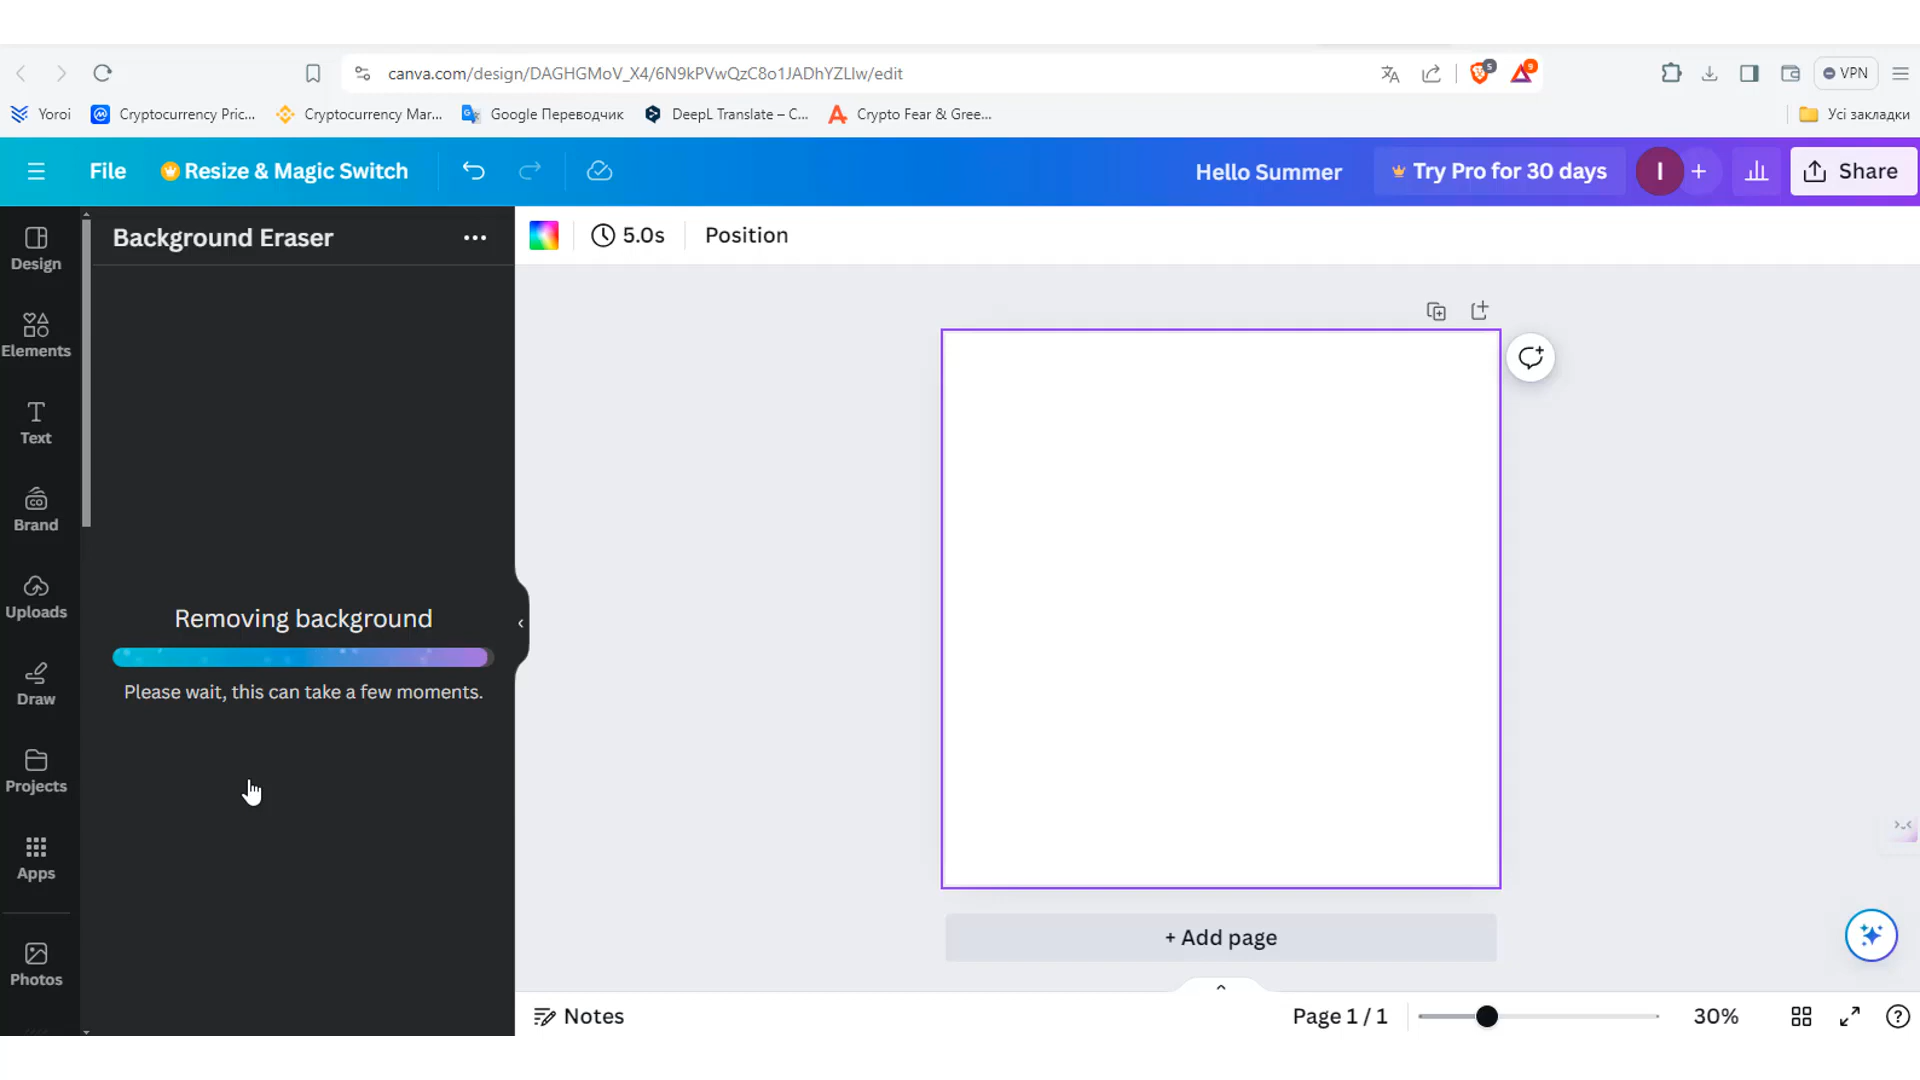 canva.com/design/DAGHGMoV_X4/6N9kPVwQzC8o1JADhYZLlw/edit
5
9
VPN
Yoroi
Cryptocurrency Pric...
Cryptocurrency Mar...
Google Переводчик
DeepL Translate – C...
Crypto Fear & Gree...
Усі закладки
File
Resize & Magic Switch
Hello Summer
Try Pro for 30 days
I
+
Share
Design
Elements
Text
Brand
Uploads
Draw
Projects
Apps
Photos
Background Eraser
Removing background
Please wait, this can take a few moments.
5.0s
Position
+ Add page
Notes
Page 1 / 1
30%